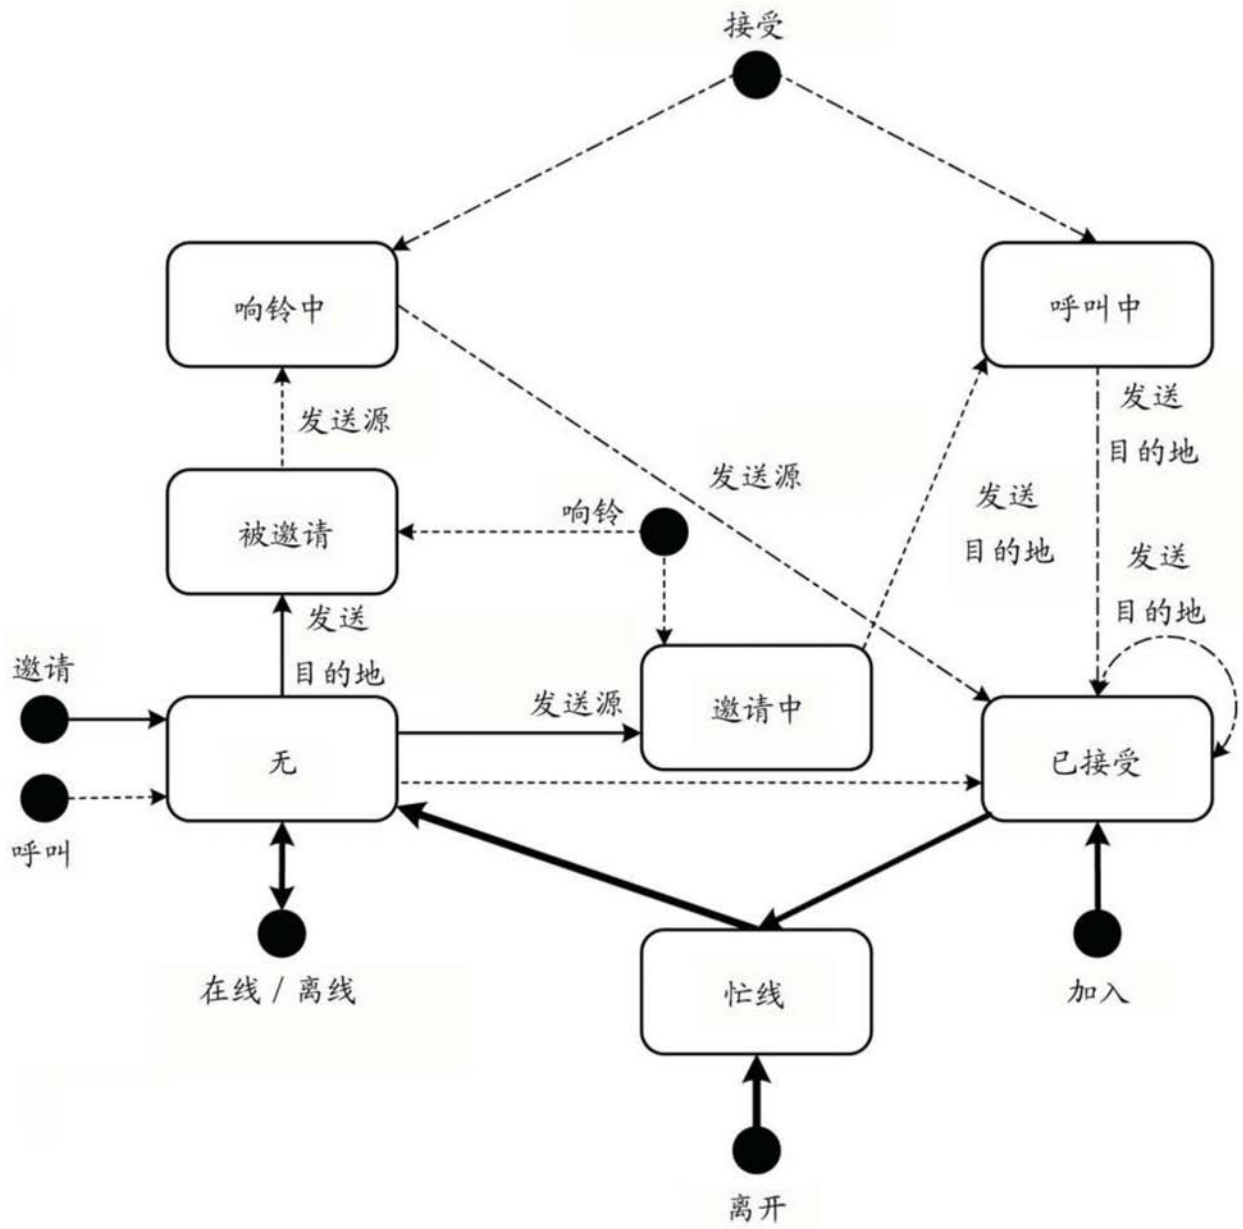 接受
响铃中
呼叫中
发送源
发送
目的地
发送源
发送
目的地
响铃
被邀请
发送
目的地
发送
目的地
邀请
发送源
邀请中
无
已接受
呼叫
在线 / 离线
忙线
加入
离开